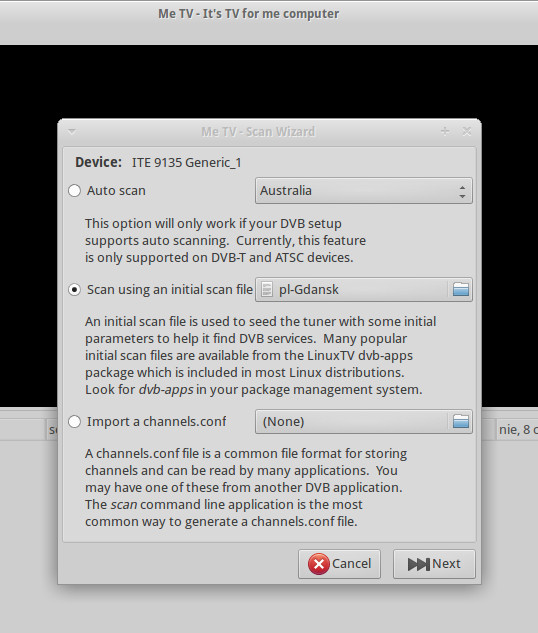 Me TV - It's TV for me computer
Me TV - Scan Wizard
Device: ITE 9135 Generic_1
Auto scan
Australia
This option will only work if your DVB setup
supports auto scanning. Currently, this feature
is only supported on DVB-T and ATSC devices.
Scan using an initial scan file
pl-Gdansk
An initial scan file is used to seed the tuner with some initial
parameters to help it find DVB services. Many popular
initial scan files are available from the LinuxTV dvb-apps
package which is included in most Linux distributions.
Look for dvb-apps in your package management system.
Import a channels.conf
(None)
nie, 8
A channels.conf file is a common file format for storing
channels and can be read by many applications. You
may have one of these from another DVB application.
The scan command line application is the most
common way to generate a channels.conf file.
Cancel
Next